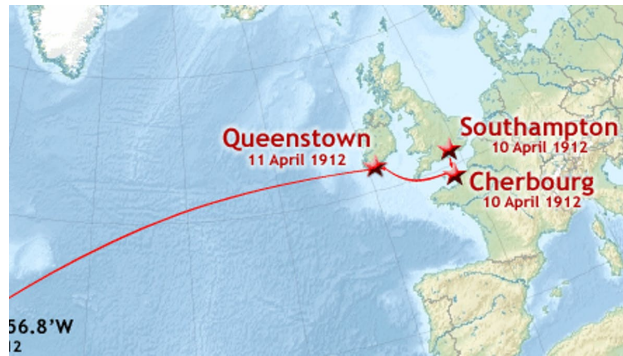 Southampton
10 April 1912
Queenstown
11 April 1912
Cherbourg
10 April 1912
56.8'W
12